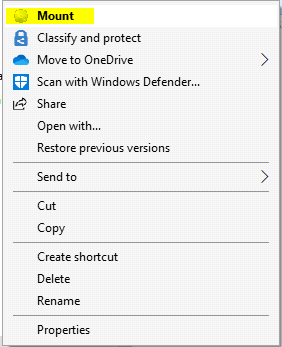 Mount
Classify and protect
Move to OneDrive
Scan with Windows Defender...
Share
Open with...
Restore previous versions
Send to
Cut
Copy
Create shortcut
Delete
Rename
Properties